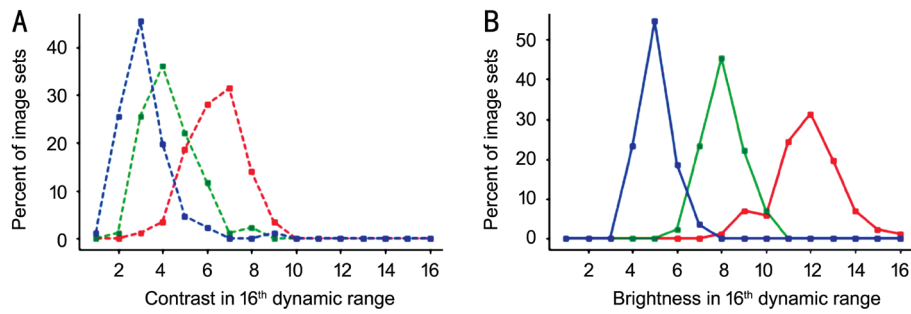 A
Percent of image sets
40
30
20
10
0
2 4 6 8 10 12 14 16
Contrast in 16th dynamic range
B
Percent of image sets
50
40
30
20
10
0
2 4 6 8 10 12 14 16
Brightness in 16th dynamic range